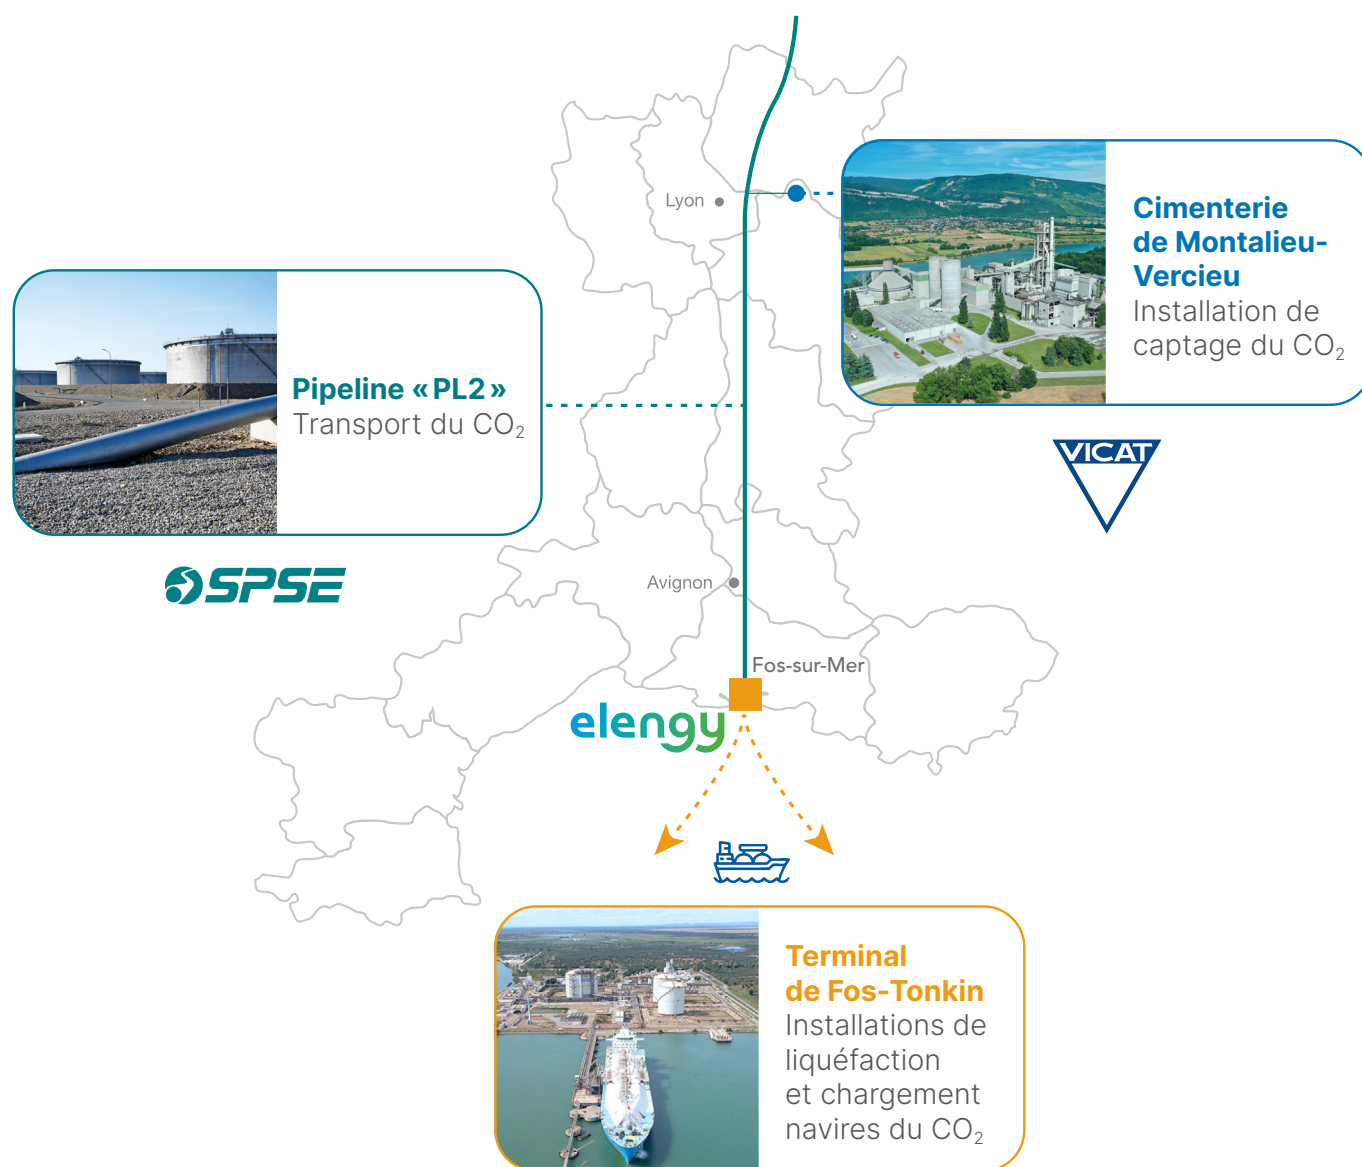 Lyon
Cimenterie
de Montalieu-
Vercieu
Installation de
captage du CO₂
Pipeline « PL2 »
Transport du CO₂
VICAT
SPSE
Avignon
Fos-sur-Mer
elengy
Terminal
de Fos-Tonkin
Installations de
liquéfaction
et chargement
navires du CO₂